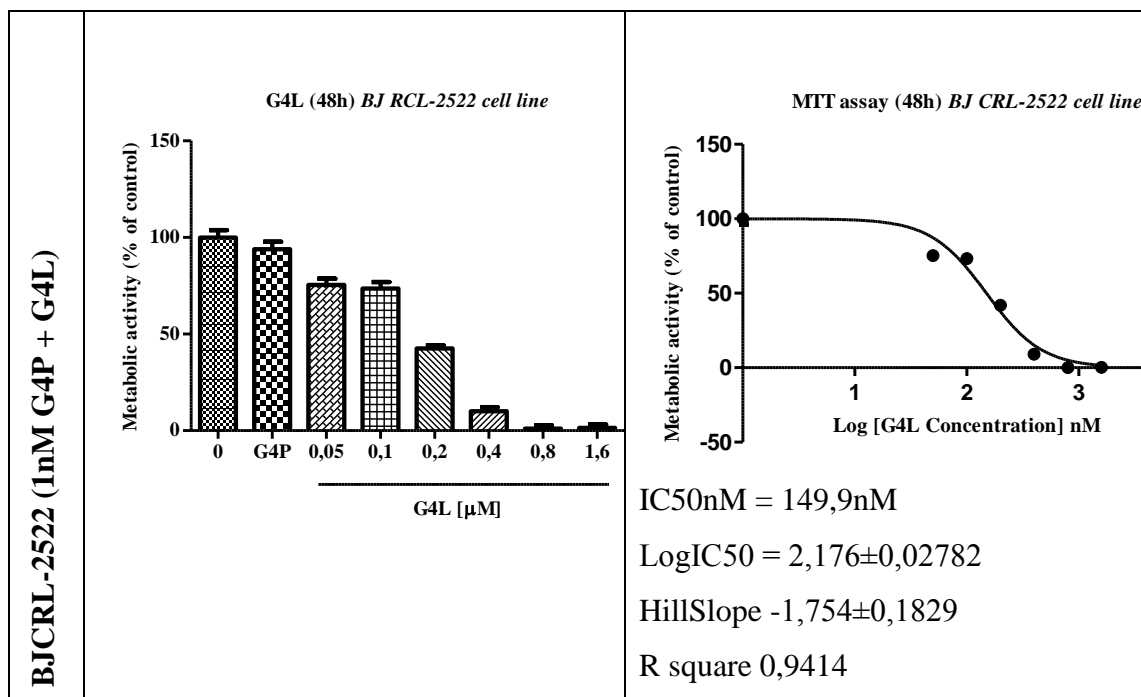 BJCRL-2522 (1nM G4P + G4L)
G4L (48h) BJ RCL-2522 cell line
Metabolic activity (% of control)
150
100
50
0
0 G4P 0,05 0,1 0,2 0,4 0,8 1,6
G4L [µM]
MTT assay (48h) BJ CRL-2522 cell line
Metabolic activity (% of control)
150
100
50
0
-50
1 2 3
Log [G4L Concentration] nM
IC50nM = 149,9nM
LogIC50 = 2,176±0,02782
HillSlope -1,754±0,1829
R square 0,9414